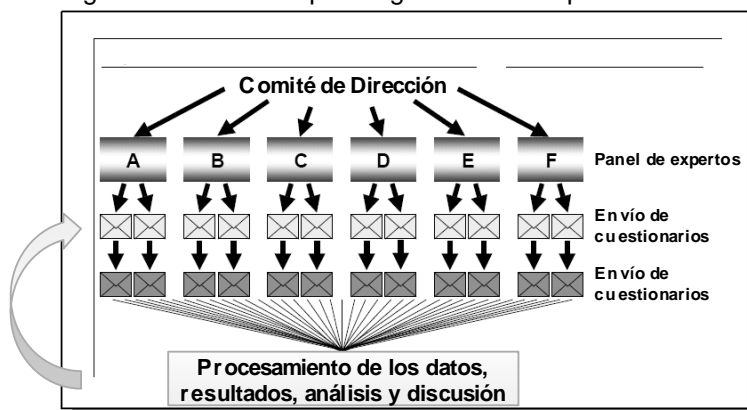 Comité de Dirección
A B C D E F
Panel de expertos
Envío de
cuestionarios
Envío de
cuestionarios
Procesamiento de los datos,
resultados, análisis y discusión